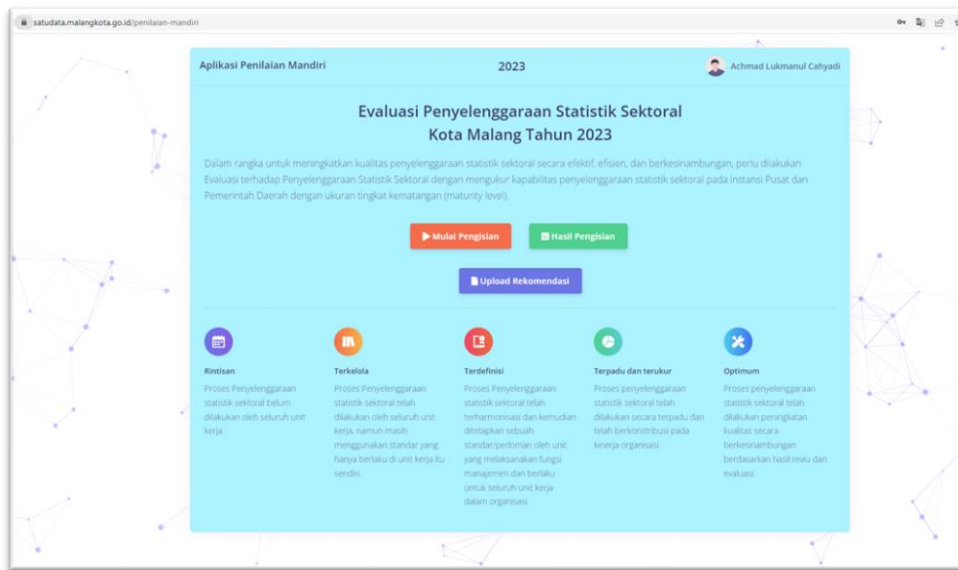 satudata.malangkota.go.id/penilaian-mandiri
Aplikasi Penilaian Mandiri
2023
Achmad Lukmanul Cahyadi
Evaluasi Penyelenggaraan Statistik Sektoral
Kota Malang Tahun 2023
Dalam rangka untuk meningkatkan kualitas penyelenggaraan statistik sektoral secara efektif, efisien, dan berkesinambungan, perlu dilakukan
Evaluasi terhadap Penyelenggaraan Statistik Sektoral dengan mengukur kapabilitas penyelenggaraan statistik sektoral pada instansi Pusat dan
Pemerintah Daerah dengan ukuran tingkat kematangan (maturity level).
Mulai Pengisian
Hasil Pengisian
Upload Rekomendasi
Rintisan
Proses Penyelenggaraan
statistik sektoral belum
dilakukan oleh seluruh unit
kerja.
Terkelola
Proses Penyelenggaraan
statistik sektoral telah
dilakukan oleh seluruh unit
kerja, namun masih
menggunakan standar yang
hanya berlaku di unit kerja itu
sendiri.
Terdefinisi
Proses Penyelenggaraan
statistik sektoral telah
terharmonisasi dan kemudian
ditetapkan sebuah
standar/pedoman oleh unit
yang melaksanakan fungsi
manajemen dan berlaku
untuk seluruh unit kerja
dalam organisasi.
Terpadu dan terukur
Proses penyelenggaraan
statistik sektoral telah
dilakukan secara terpadu dan
telah berkonstribusi pada
kinerja organisasi.
Optimum
Proses penyelenggaraan
statistik sektoral telah
dilakukan peningkatan
kualitas secara
berkesinambungan
berdasarkan hasil reviu dan
evaluasi.